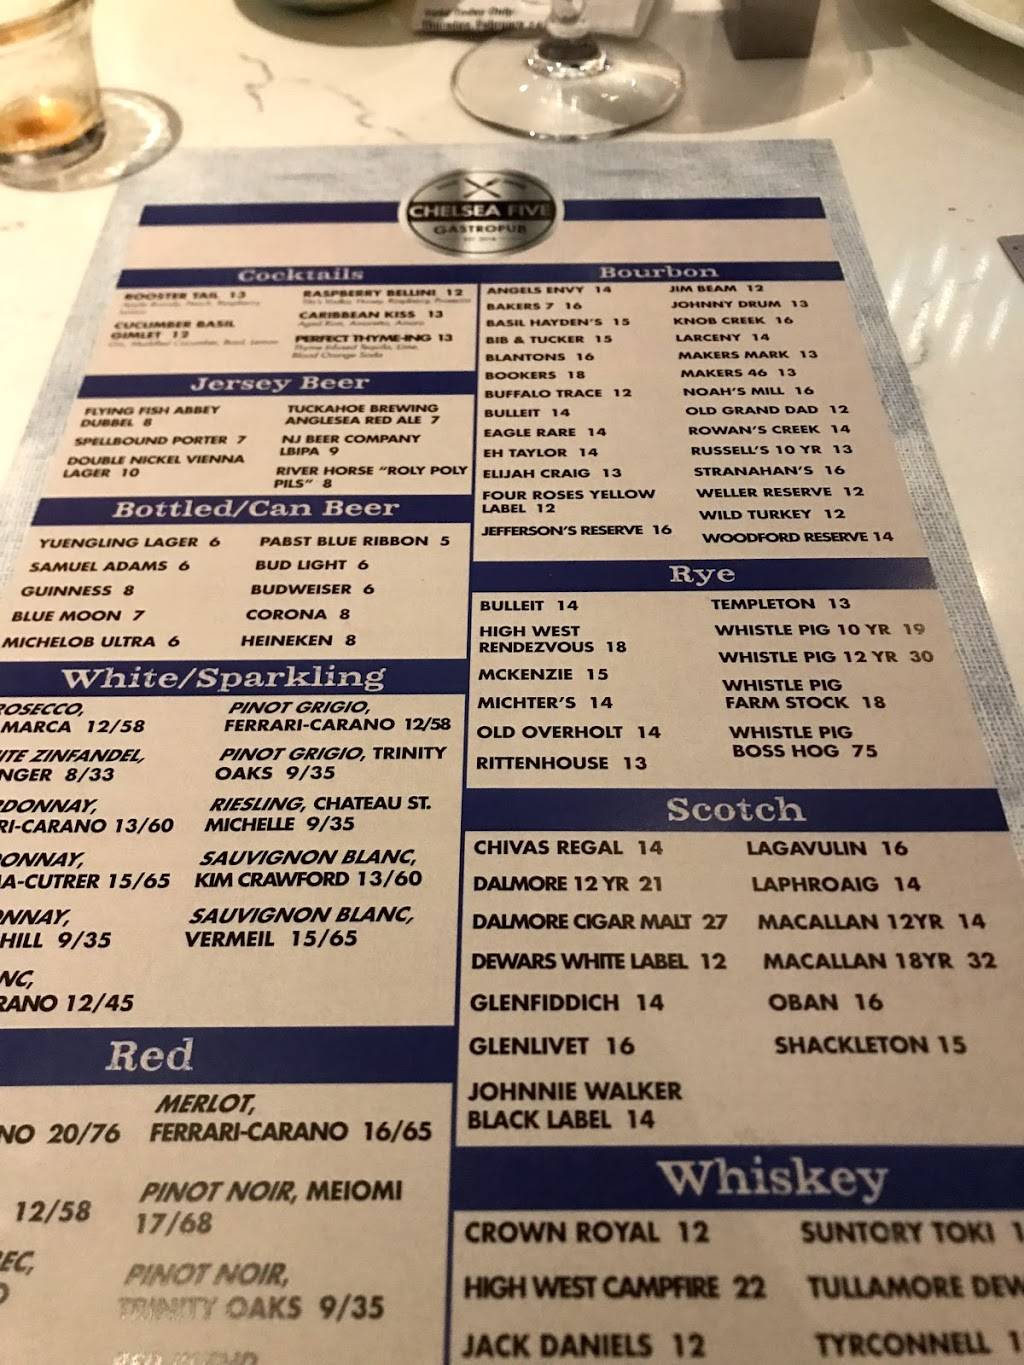 CHELSEA FIVE
GASTROPUB
Cocktails
ROOSTER TAIL 13
CUCUMBER BASIL
GIMLET 12
RASPBERRY BELLINI 12
CARIBBEAN KISS 13
PERFECT THYME-ING 13
Blood Orange Soda
Jersey Beer
FLYING FISH ABBEY
DUBBEL 8
SPELLBOUND PORTER 7
DOUBLE NICKEL VIENNA
LAGER 10
TUCKAHOE BREWING
ANGLESEA RED ALE 7
NJ BEER COMPANY
LBIPA 9
RIVER HORSE "ROLY POLY
PILS" 8
Bottled/Can Beer
YUENGLING LAGER 6
SAMUEL ADAMS 6
GUINNESS 8
BLUE MOON 7
MICHELOB ULTRA 6
PABST BLUE RIBBON 5
BUD LIGHT 6
BUDWEISER 6
CORONA 8
HEINEKEN 8
White/Sparkling
ROSECCO,
MARCA 12/58
ITE ZINFANDEL,
NGER 8/33
DONNAY,
RI-CARANO 13/60
ONNAY,
A-CUTRER 15/65
NNAY,
HILL 9/35
NC,
RANO 12/45
PINOT GRIGIO,
FERRARI-CARANO 12/58
PINOT GRIGIO, TRINITY
OAKS 9/35
RIESLING, CHATEAU ST.
MICHELLE 9/35
SAUVIGNON BLANC,
KIM CRAWFORD 13/60
SAUVIGNON BLANC,
VERMEIL 15/65
Red
NO 20/76
12/58
EC,
MERLOT,
FERRARI-CARANO 16/65
PINOT NOIR, MEIOMI
17/68
PINOT NOIR,
TRINITY OAKS 9/35
Bourbon
ANGELS ENVY 14
BAKERS 7 16
BASIL HAYDEN'S 15
BIB & TUCKER 15
BLANTONS 16
BOOKERS 18
BUFFALO TRACE 12
BULLEIT 14
EAGLE RARE 14
EH TAYLOR 14
ELIJAH CRAIG 13
FOUR ROSES YELLOW
LABEL 12
JEFFERSON'S RESERVE 16
JIM BEAM 12
JOHNNY DRUM 13
KNOB CREEK 16
LARCENY 14
MAKERS MARK 13
MAKERS 46 13
NOAH'S MILL 16
OLD GRAND DAD 12
ROWAN'S CREEK 14
RUSSELL'S 10 YR 13
STRANAHAN'S 16
WELLER RESERVE 12
WILD TURKEY 12
WOODFORD RESERVE 14
Rye
BULLEIT 14
HIGH WEST
RENDEZVOUS 18
MCKENZIE 15
MICHTER'S 14
OLD OVERHOLT 14
RITTENHOUSE 13
TEMPLETON 13
WHISTLE PIG 10 YR 19
WHISTLE PIG 12 YR 30
WHISTLE PIG
FARM STOCK 18
WHISTLE PIG
BOSS HOG 75
Scotch
CHIVAS REGAL 14
DALMORE 12 YR 21
DALMORE CIGAR MALT 27
DEWARS WHITE LABEL 12
GLENFIDDICH 14
GLENLIVET 16
JOHNNIE WALKER
BLACK LABEL 14
LAGAVULIN 16
LAPHROAIG 14
MACALLAN 12YR 14
MACALLAN 18YR 32
OBAN 16
SHACKLETON 15
Whiskey
CROWN ROYAL 12
HIGH WEST CAMPFIRE 22
JACK DANIELS 12
SUNTORY TOKI 1
TULLAMORE DEW
TYRCONNELL 1